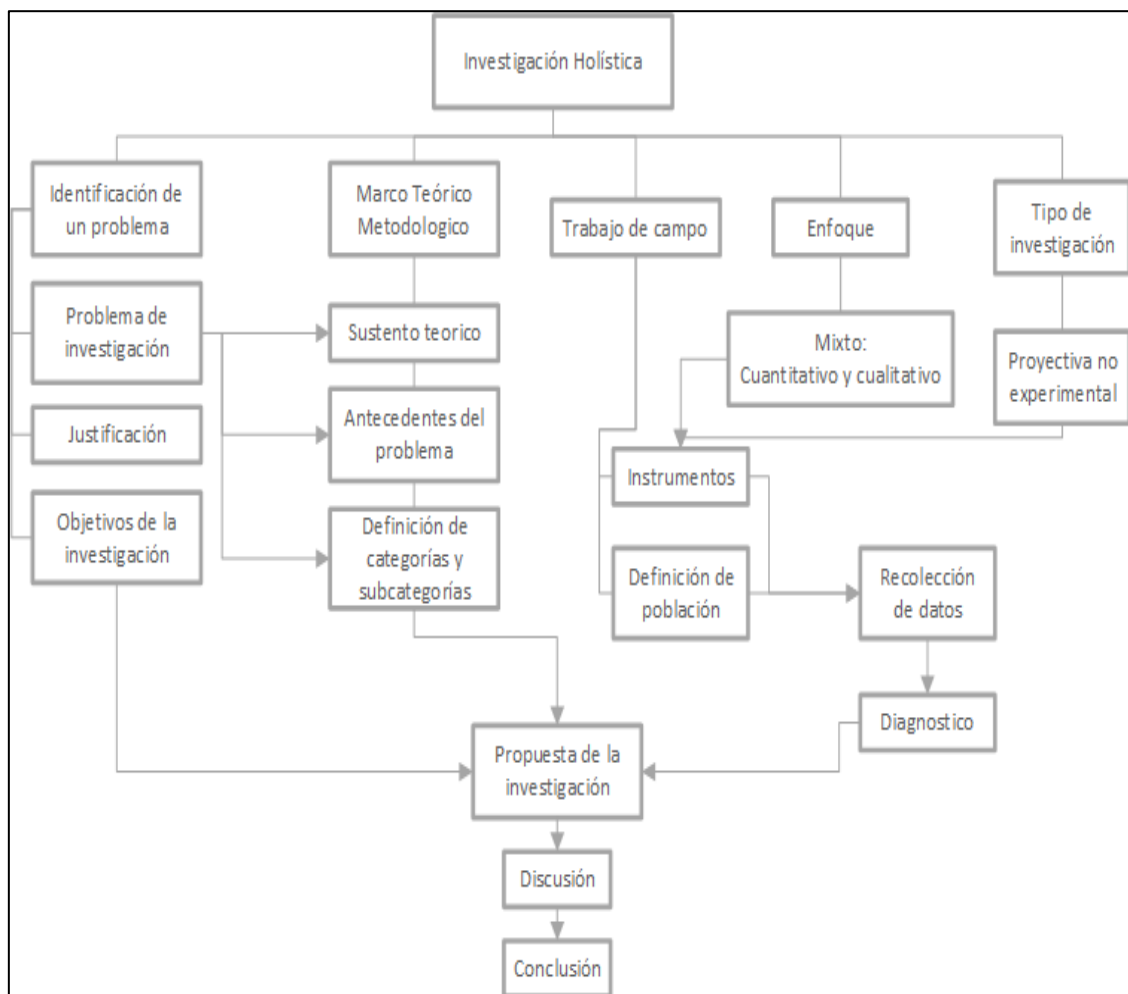 Investigación Holística
Identificación de
un problema
Marco Teórico
Metodologico
Trabajo de campo
Enfoque
Tipo de
investigación
Problema de
investigación
Sustento teorico
Mixto:
Cuantitativo y cualitativo
Proyectiva no
experimental
Justificación
Antecedentes del
problema
Instrumentos
Objetivos de la
investigación
Definición de
categorías y
subcategorías
Definición de
población
Recolección
de datos
Diagnostico
Propuesta de la
investigación
Discusión
Conclusión